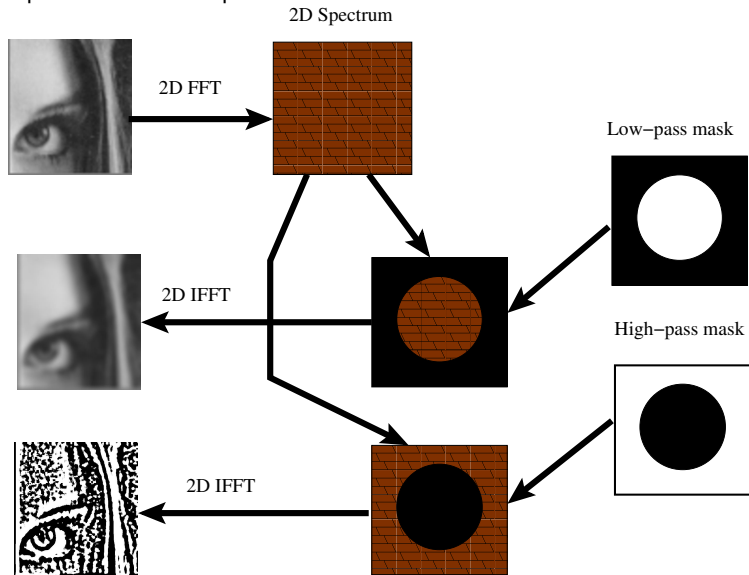 2D Spectrum
2D FFT
Low−pass mask
2D IFFT
High−pass mask
2D IFFT